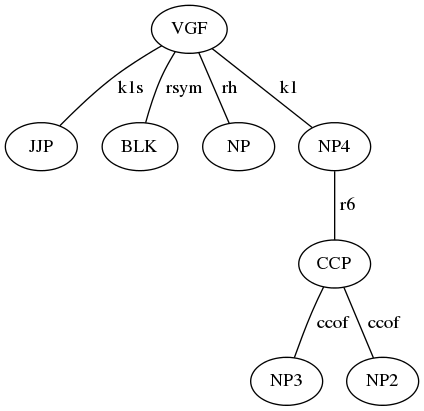 VGF
k1s rsym rh k1
JJP BLK NP NP4
r6
CCP
ccof ccof
NP3 NP2